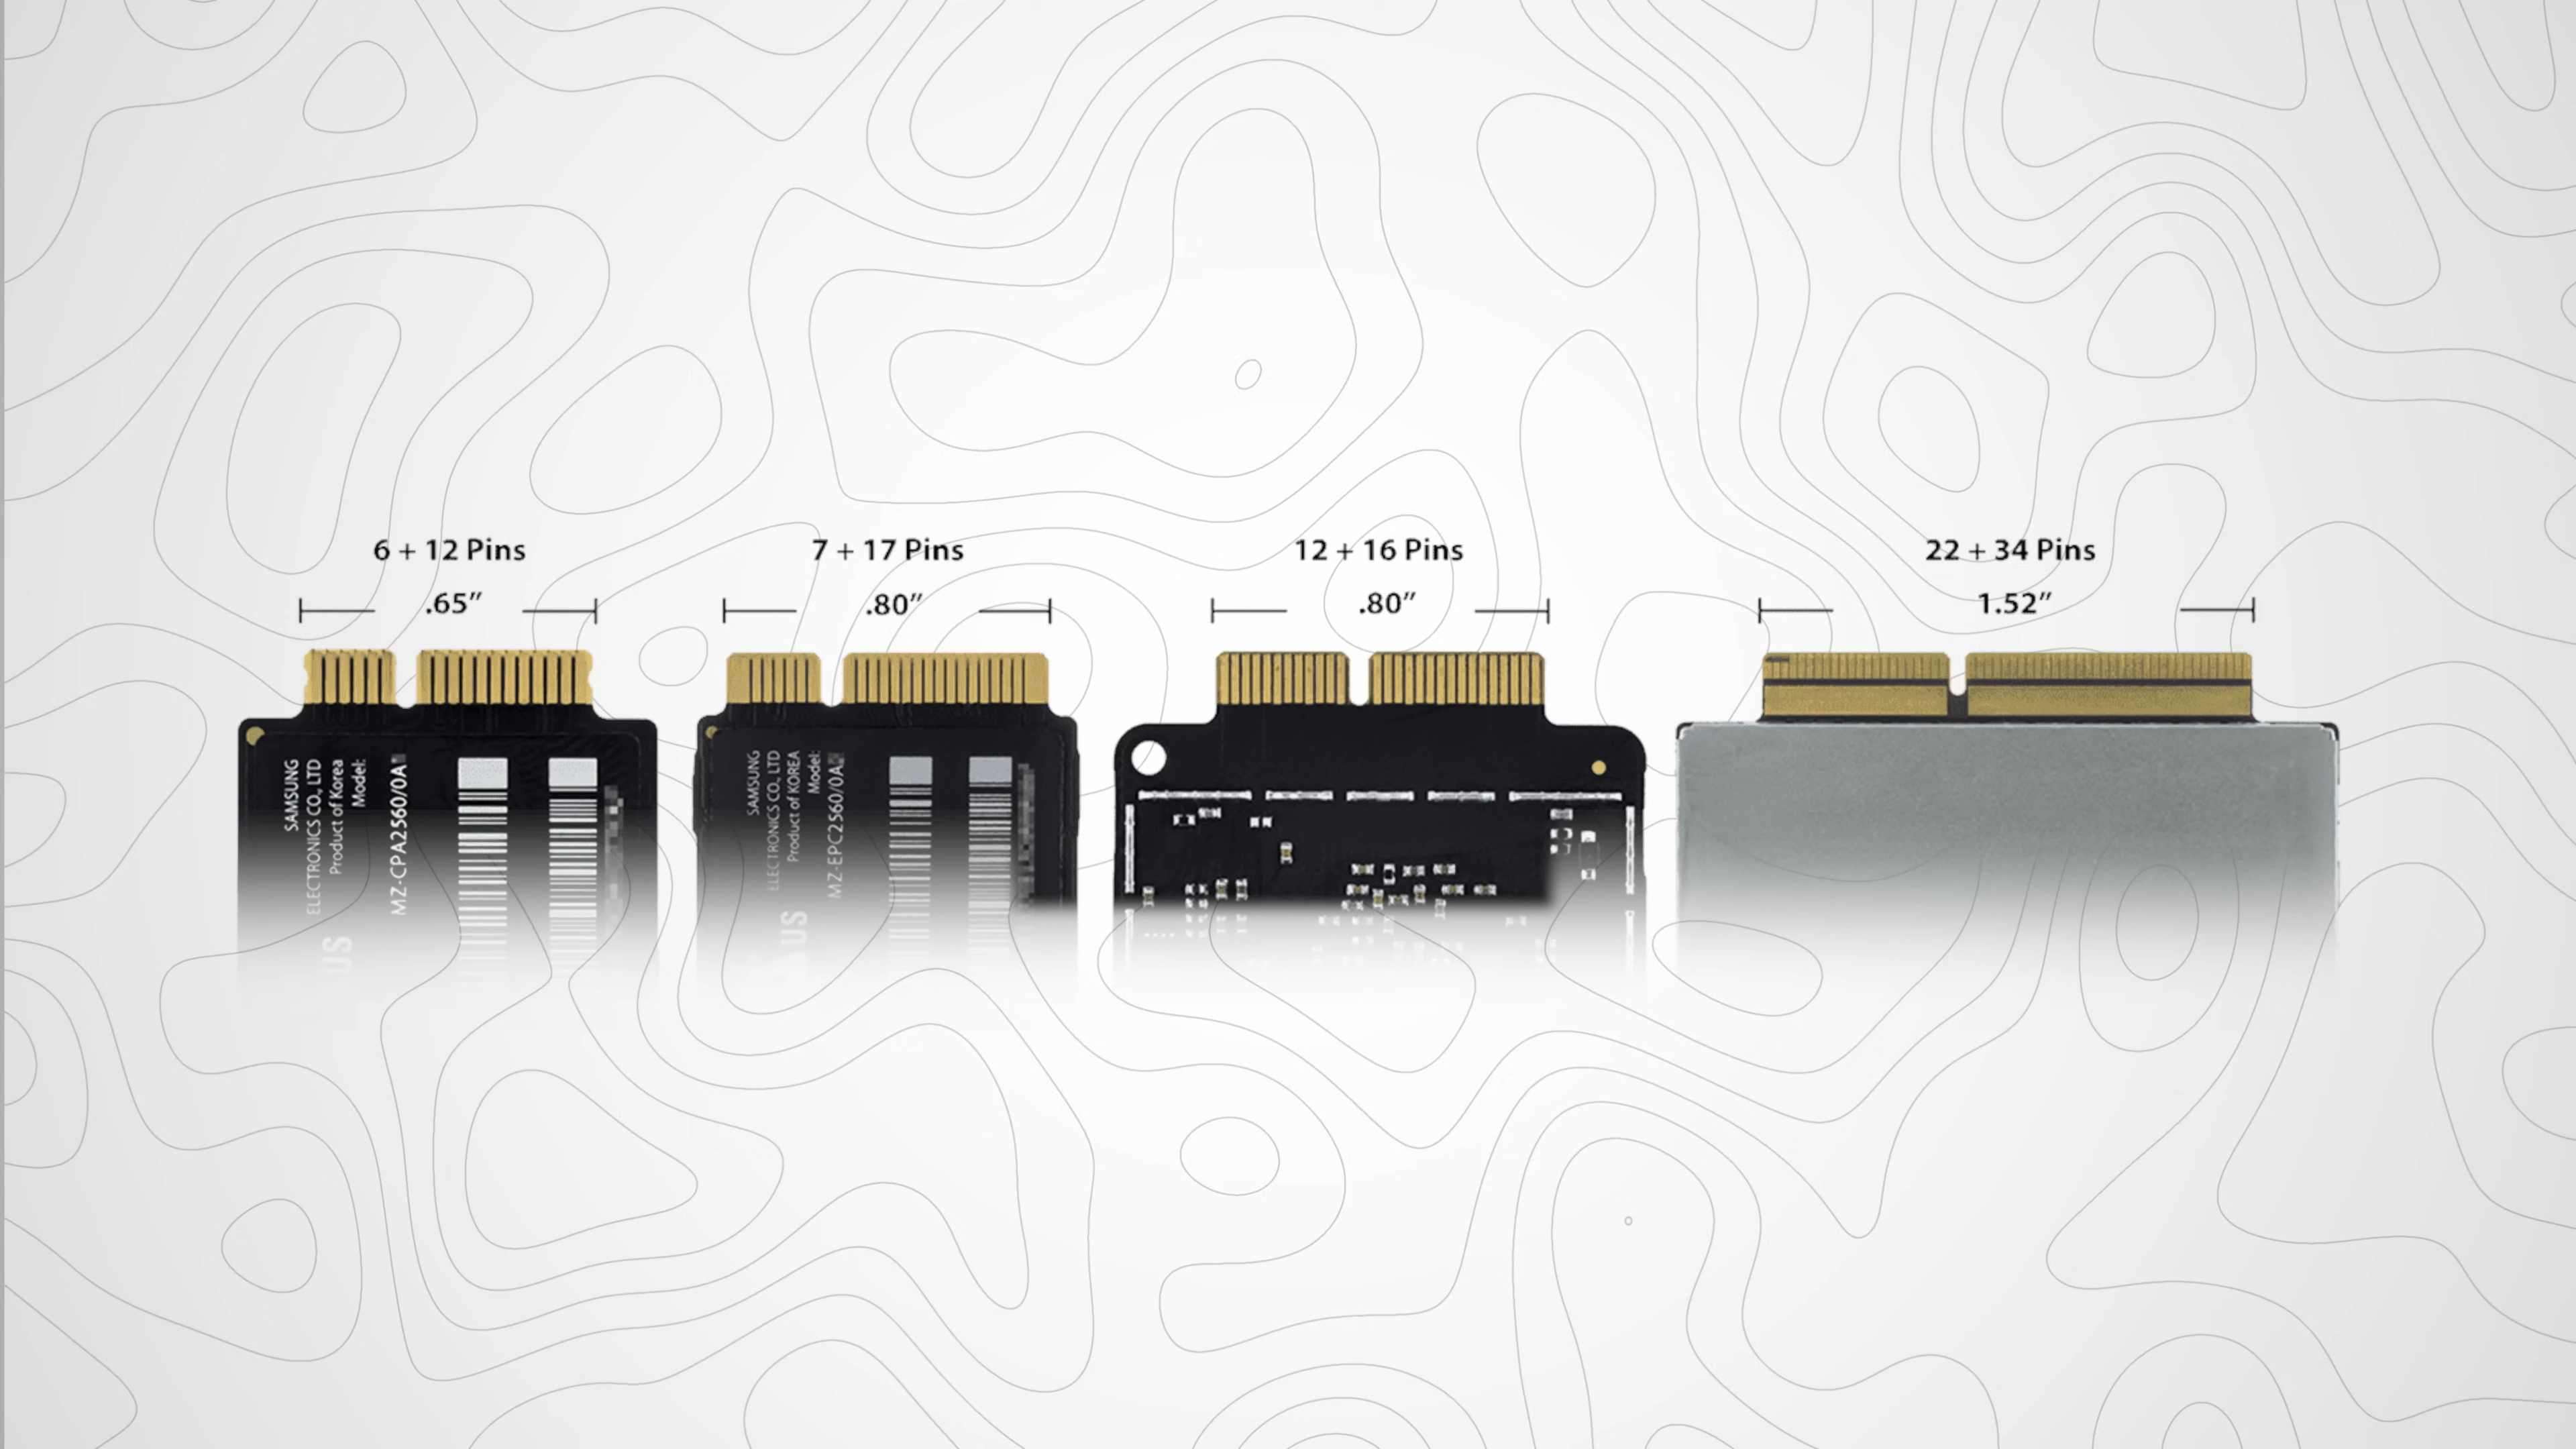 6 + 12 Pins
.65″
7 + 17 Pins
.80″
12 + 16 Pins
.80″
22 + 34 Pins
1.52″
SAMSUNG
ELECTRONICS CO., LTD
Product of Korea
Model:
MZ-CPA2560/0A
US
SAMSUNG
ELECTRONICS CO., LTD
Product of KOREA
Model:
MZ-EPC2560/0A
US